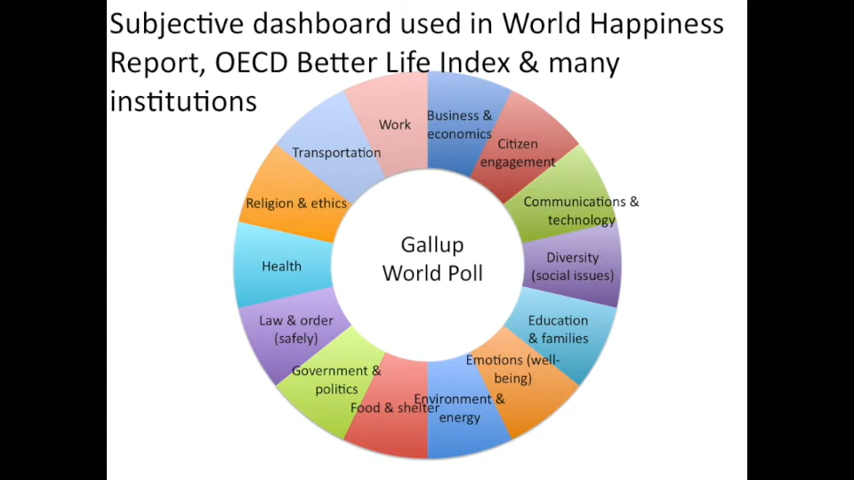 Subjective dashboard used in World Happiness
Report, OECD Better Life Index & many
institutions
Work
Business &
economics
Citizen
engagement
Transportation
Communications &
technology
Religion & ethics
Gallup
World Poll
Diversity
(social issues)
Health
Education
& families
Law & order
(safely)
Emotions (well-
being)
Government &
politics
Environment &
energy
Food & shelter